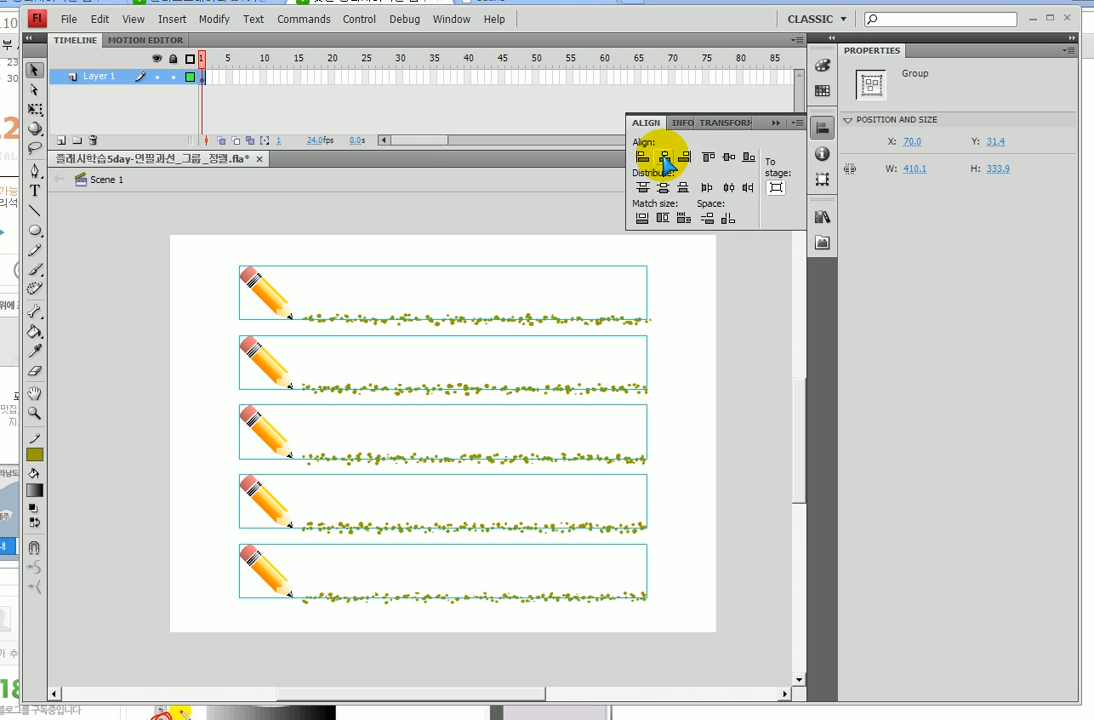 Fl File Edit View Insert Modify Text Commands Control Debug Window Help CLASSIC
TIMELINE MOTION EDITOR
1 5 10 15 20 25 30 35 40 45 50 55 60 65 70 75 80 85
Layer 1
1 24.0fps 0.0s
플래시학습5day-연필과선_그룹_정렬.fla*
Scene 1
ALIGN INFO TRANSFORM
Align:
Distribute:
To
stage:
Match size: Space:
PROPERTIES
Group
POSITION AND SIZE
X: 70.0 Y: 31.4
W: 410.1 H: 333.9